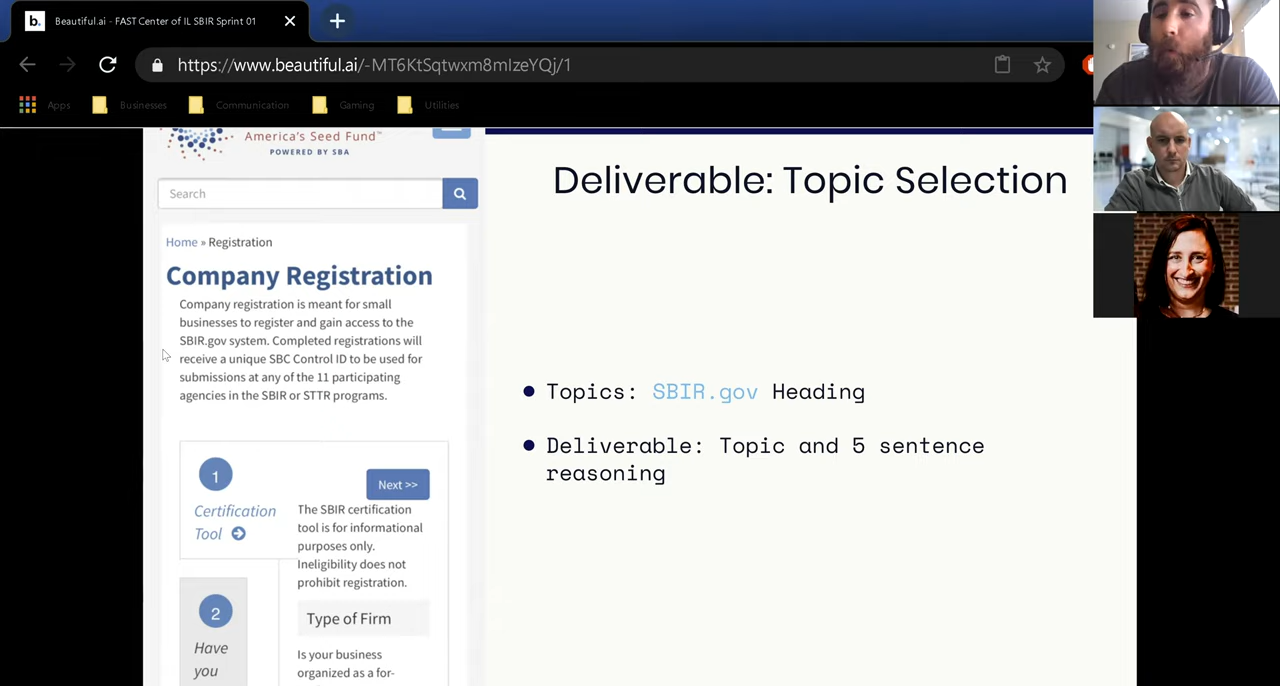 b.
Beautiful.ai - FAST Center of IL SBIR Sprint 01
https://www.beautiful.ai/-MT6KtSqtwxm8mIzeYQj/1
Apps
Businesses
Communication
Gaming
Utilities
America's Seed Fund™
POWERED BY SBA
Search
Home » Registration
Company Registration
Company registration is meant for small
businesses to register and gain access to the
SBIR.gov system. Completed registrations will
receive a unique SBC Control ID to be used for
submissions at any of the 11 participating
agencies in the SBIR or STTR programs.
1
Certification
Tool
Next >>
The SBIR certification
tool is for informational
purposes only.
Ineligibility does not
prohibit registration.
2
Have
you
Type of Firm
Is your business
organized as a for-
Deliverable: Topic Selection
Topics: SBIR.gov Heading
Deliverable: Topic and 5 sentence
reasoning